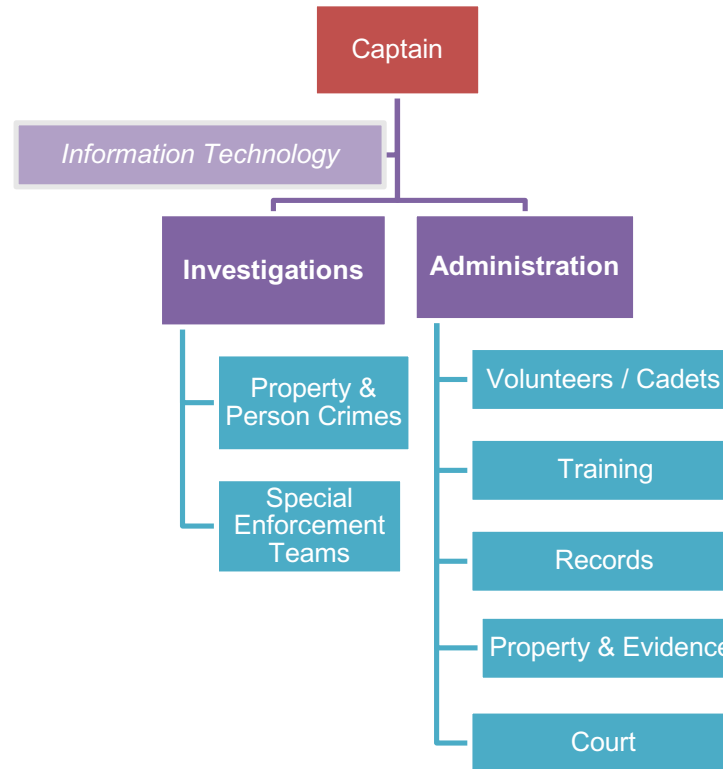 Captain
Information Technology
Investigations
Administration
Property &
Person Crimes
Special
Enforcement
Teams
Volunteers / Cadets
Training
Records
Property & Evidence
Court